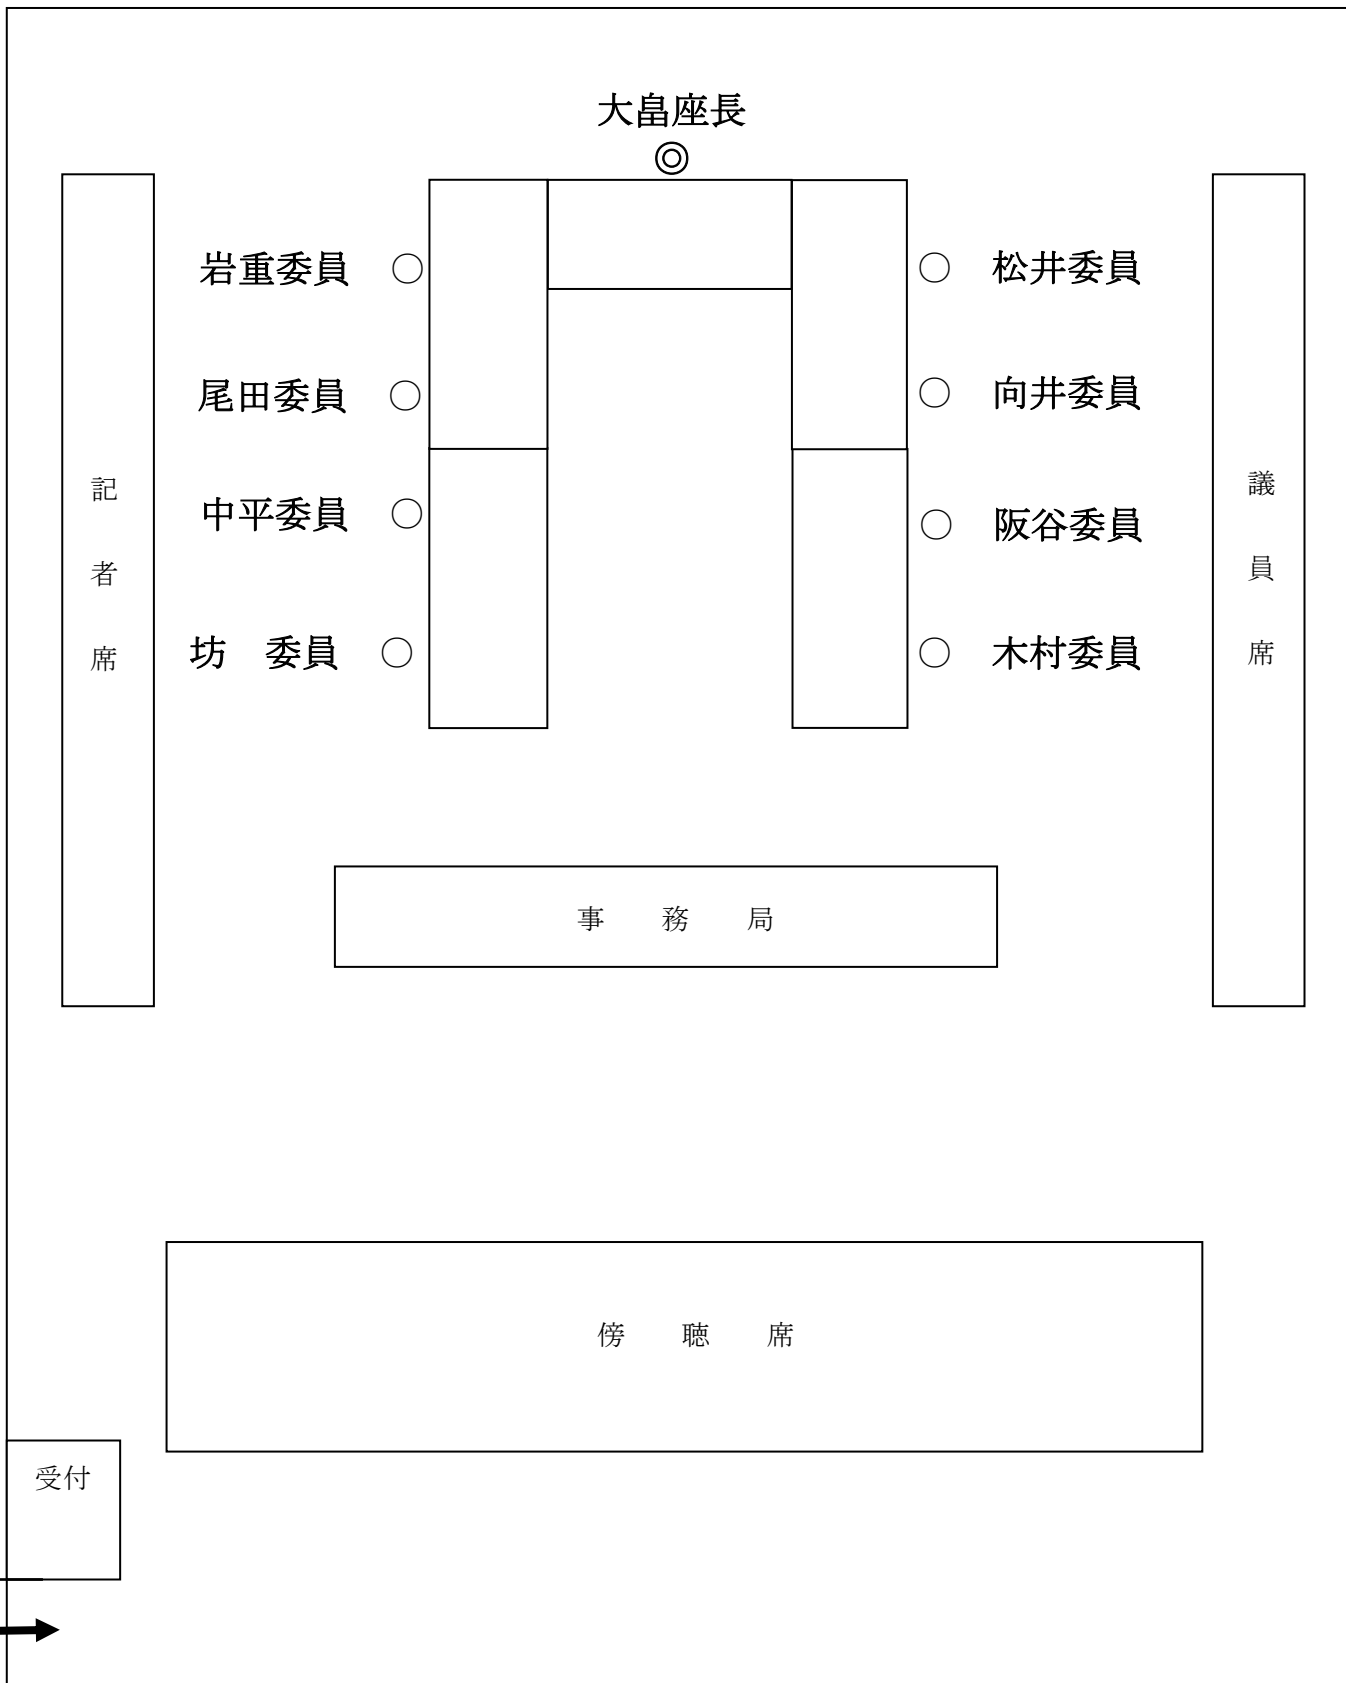 大畠座長
岩重委員 ○
松井委員
尾田委員 ○
向井委員
中平委員 ○
阪谷委員
坊　委員 ○
木村委員
記者席
議員席
事　務　局
傍　聴　席
受付